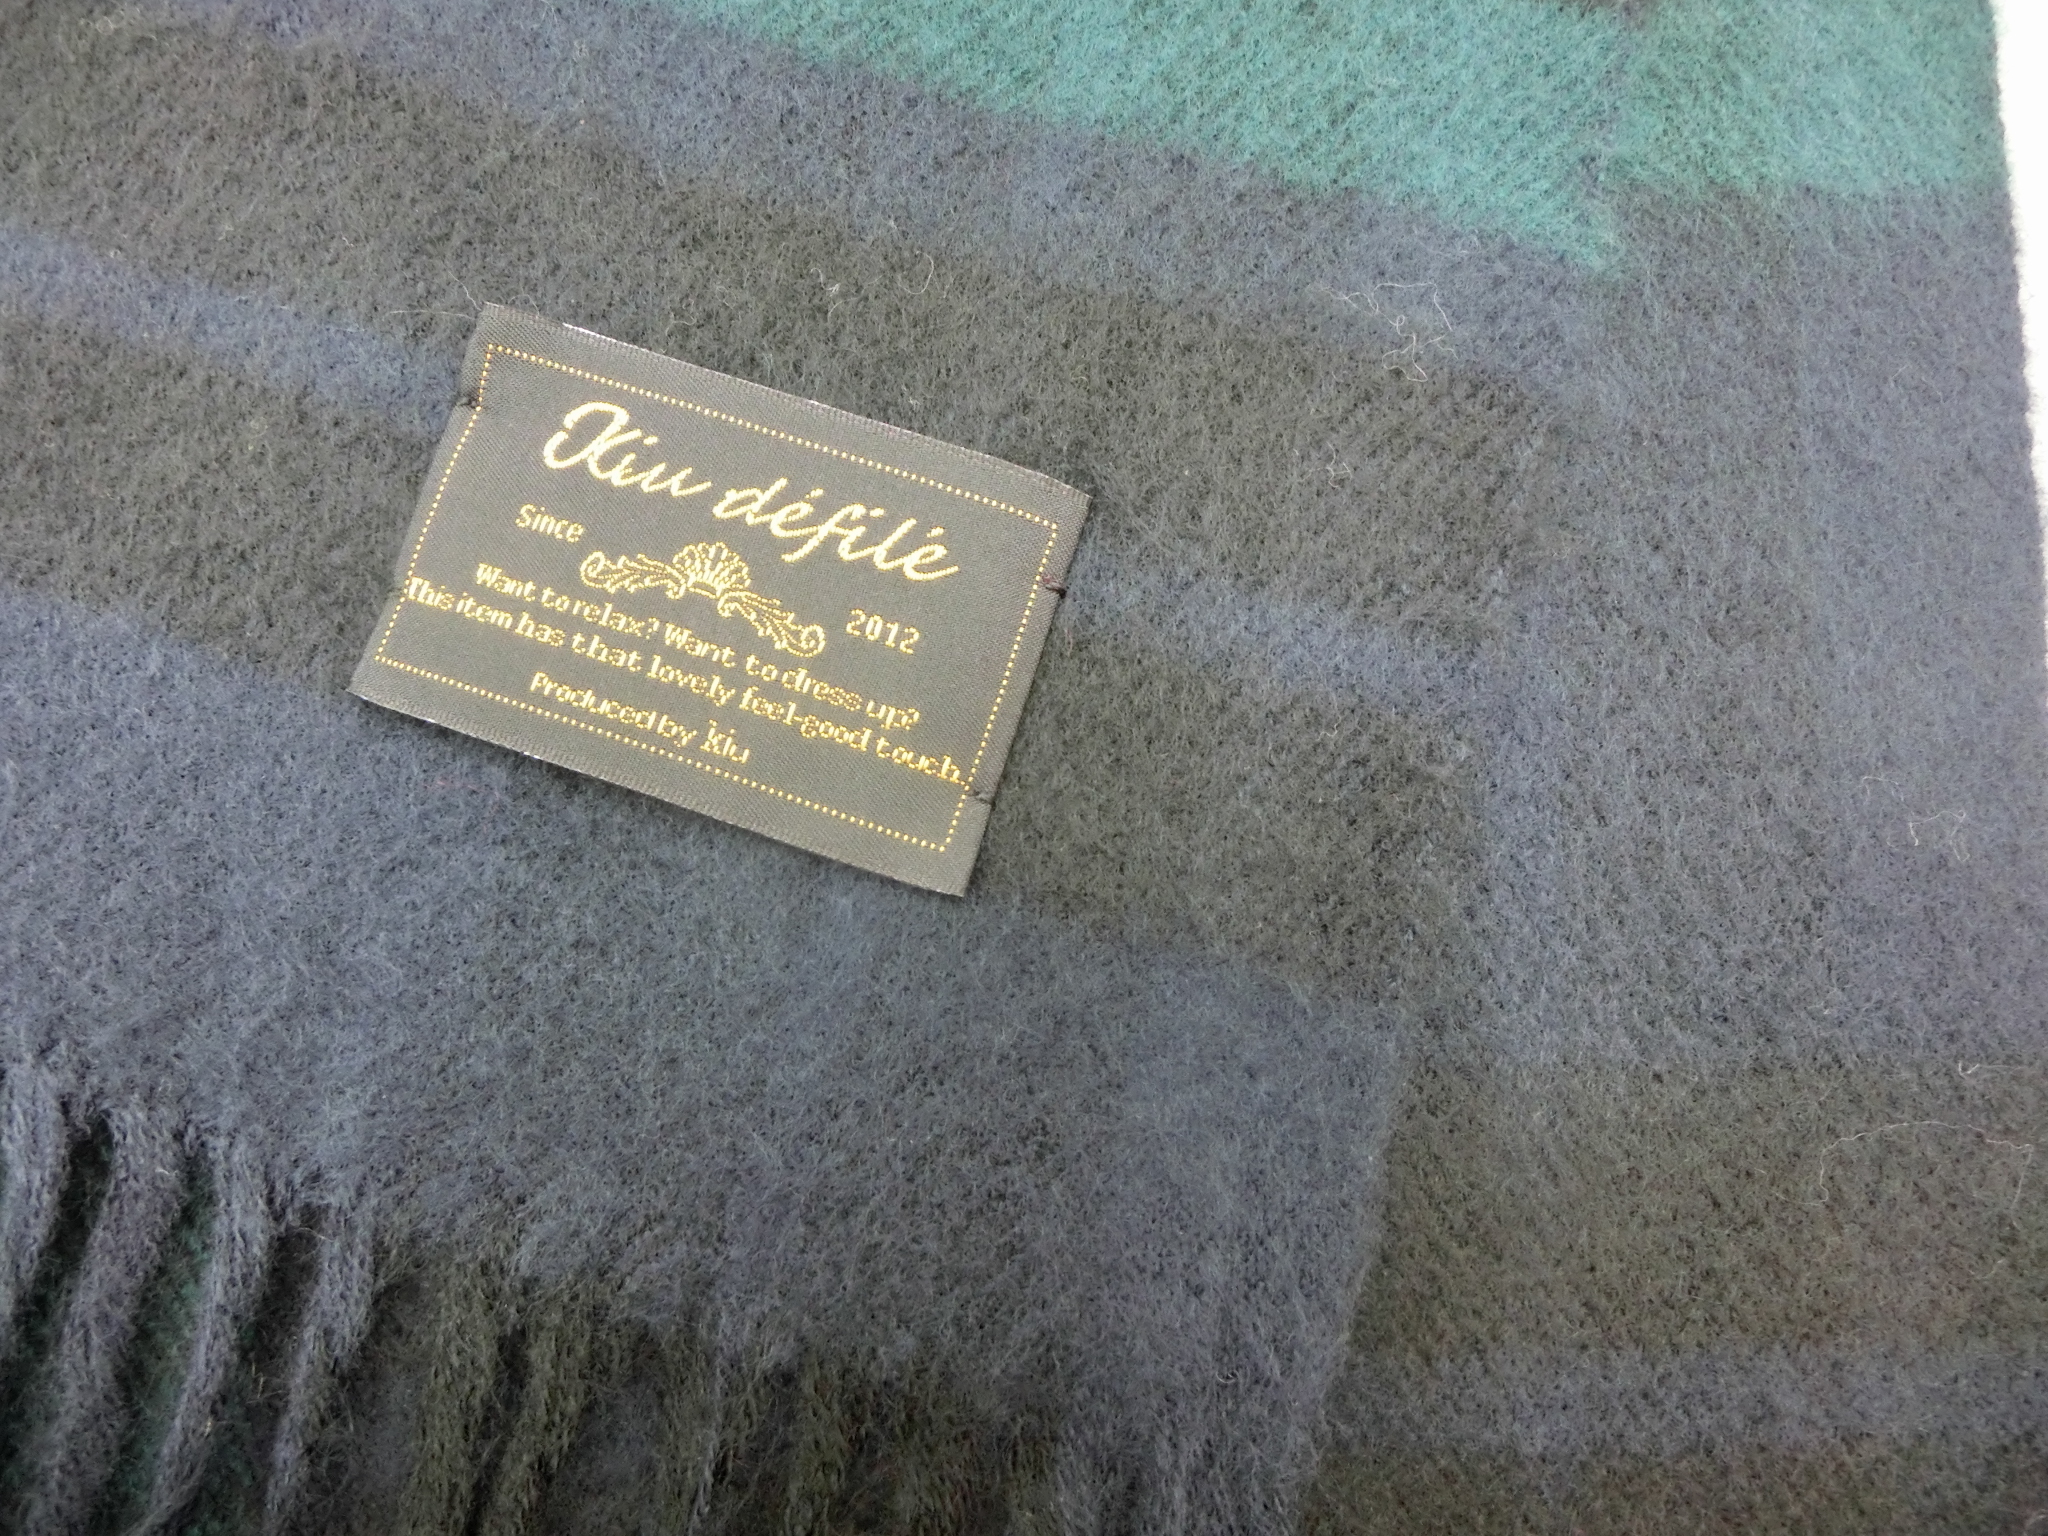 Kiu défilé
Since 2012
Want to relax? Want to dress up?
This item has that lovely feel-good touch.
Produced by kiu